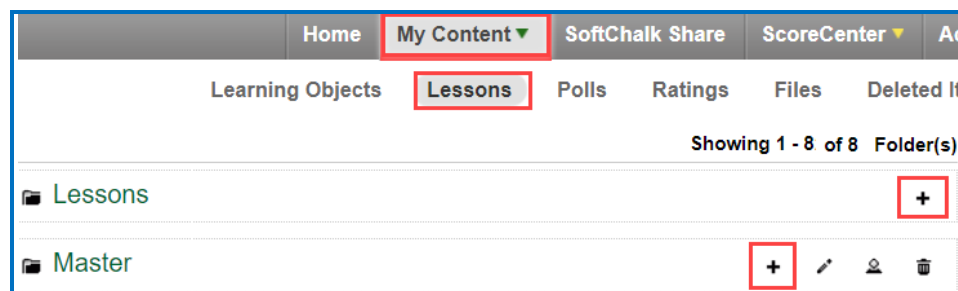 Home My Content SoftChalk Share ScoreCenter
Learning Objects Lessons Polls Ratings Files Deleted
Showing 1 - 8 of 8 Folder(s)
Lessons +
Master +